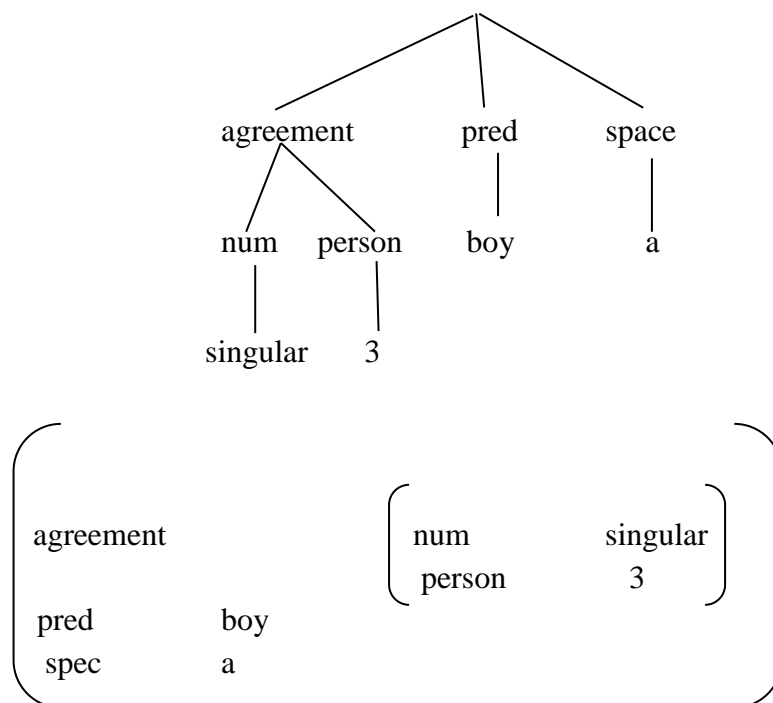 agreement pred space
num person boy a
singular 3
agreement num singular
person 3
pred boy
spec a